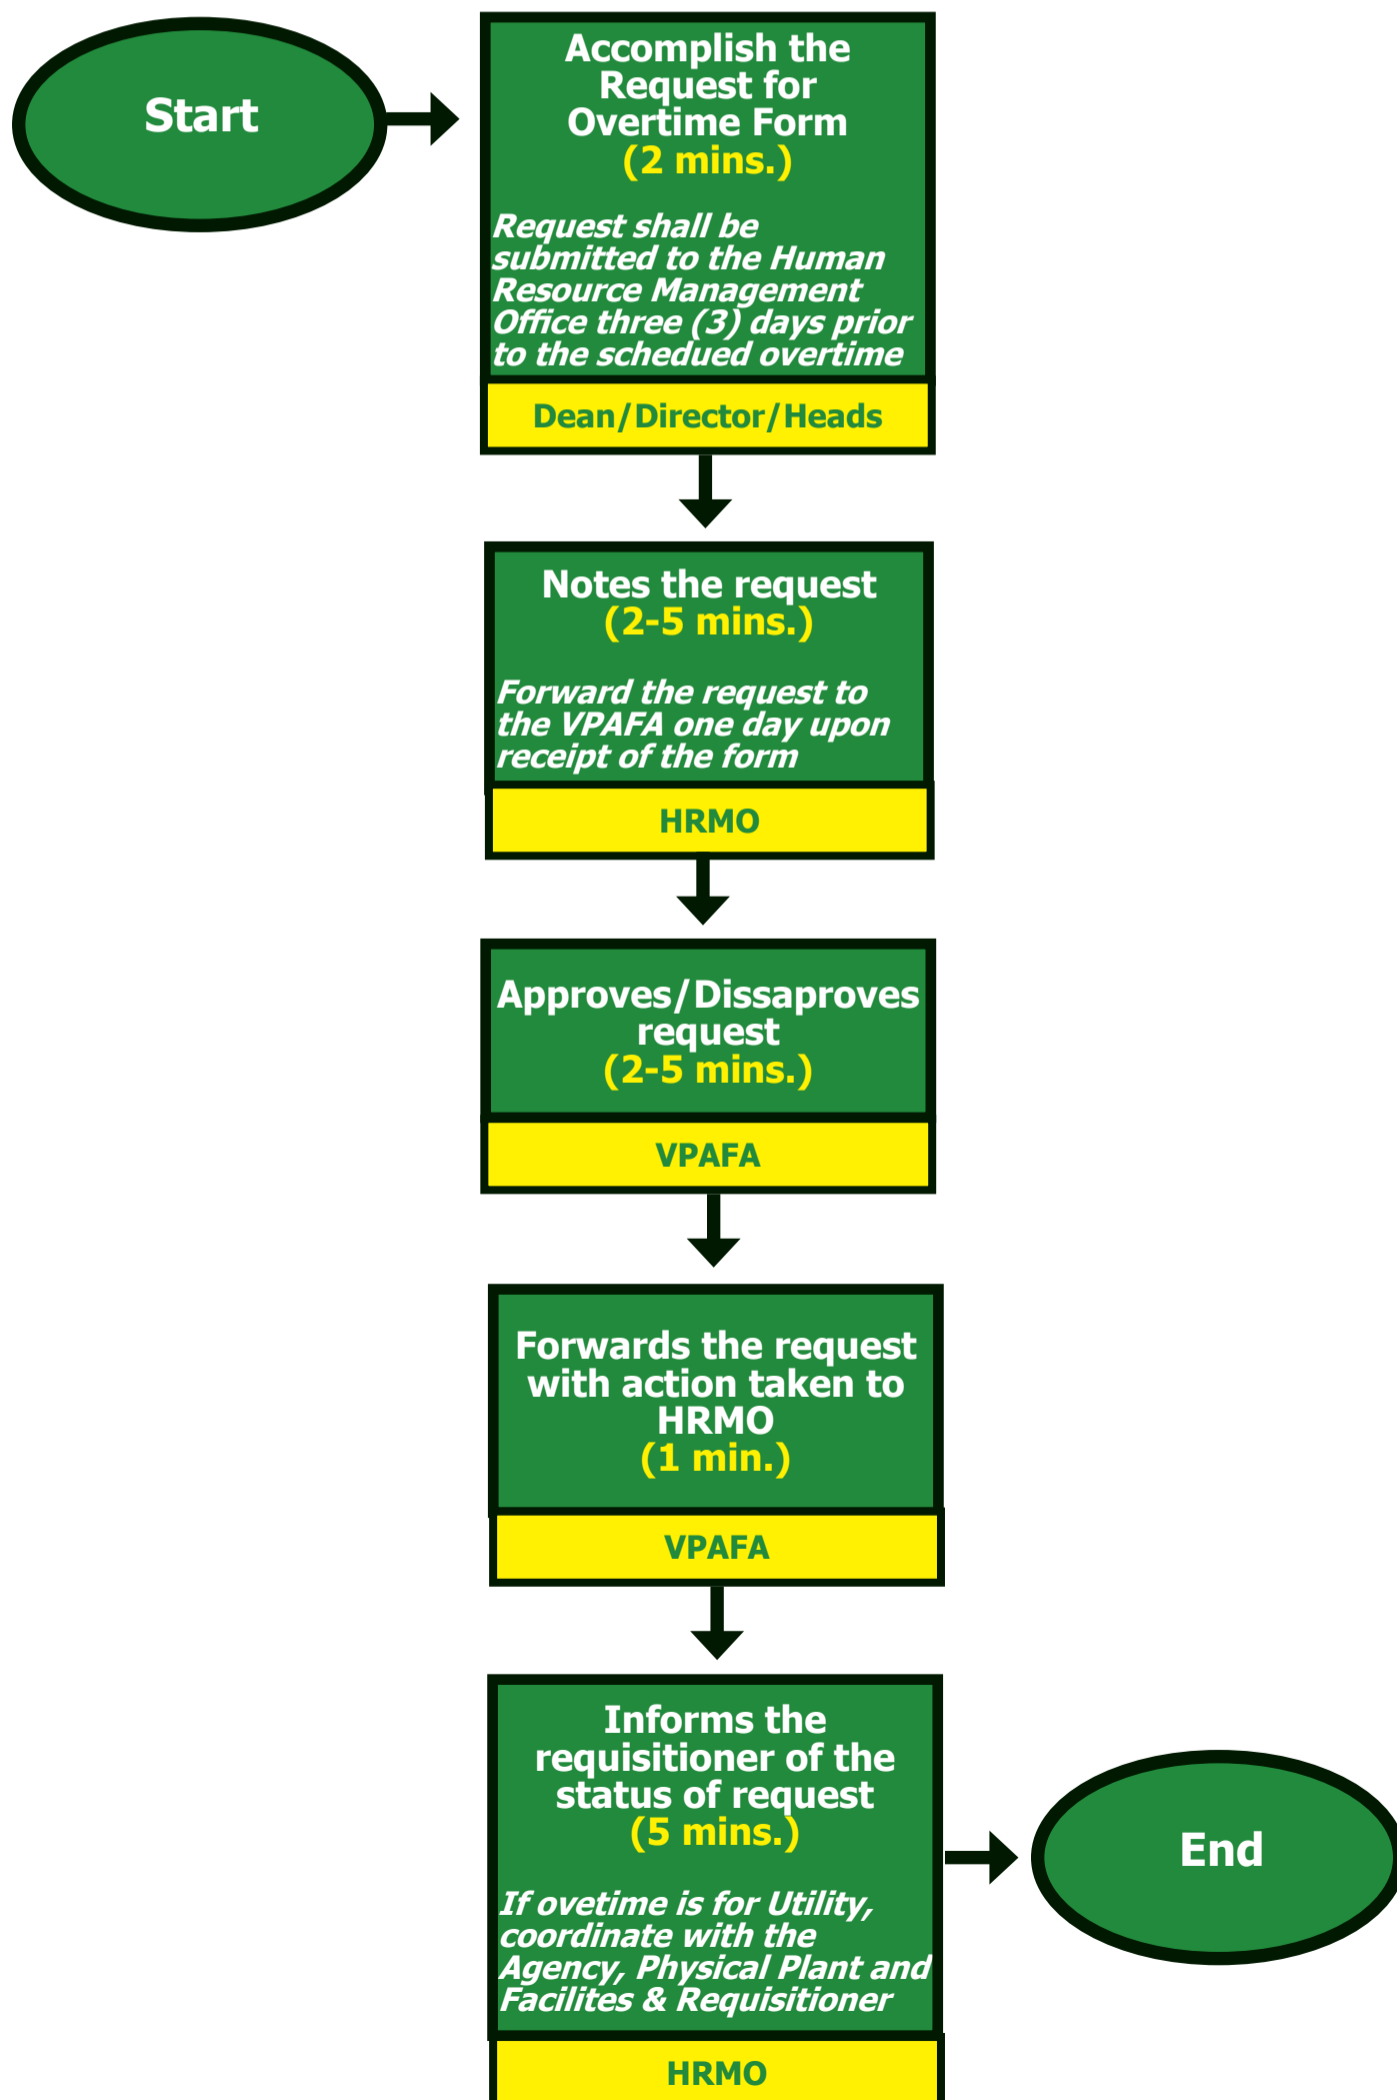 Start
Accomplish the
Request for
Overtime Form
(2 mins.)
Request shall be
submitted to the Human
Resource Management
Office three (3) days prior
to the schedued overtime
Dean/Director/Heads
Notes the request
(2-5 mins.)
Forward the request to
the VPAFA one day upon
receipt of the form
HRMO
Approves/Dissaproves
request
(2-5 mins.)
VPAFA
Forwards the request
with action taken to
HRMO
(1 min.)
VPAFA
Informs the
requisitioner of the
status of request
(5 mins.)
If ovetime is for Utility,
coordinate with the
Agency, Physical Plant and
Facilites & Requisitioner
HRMO
End